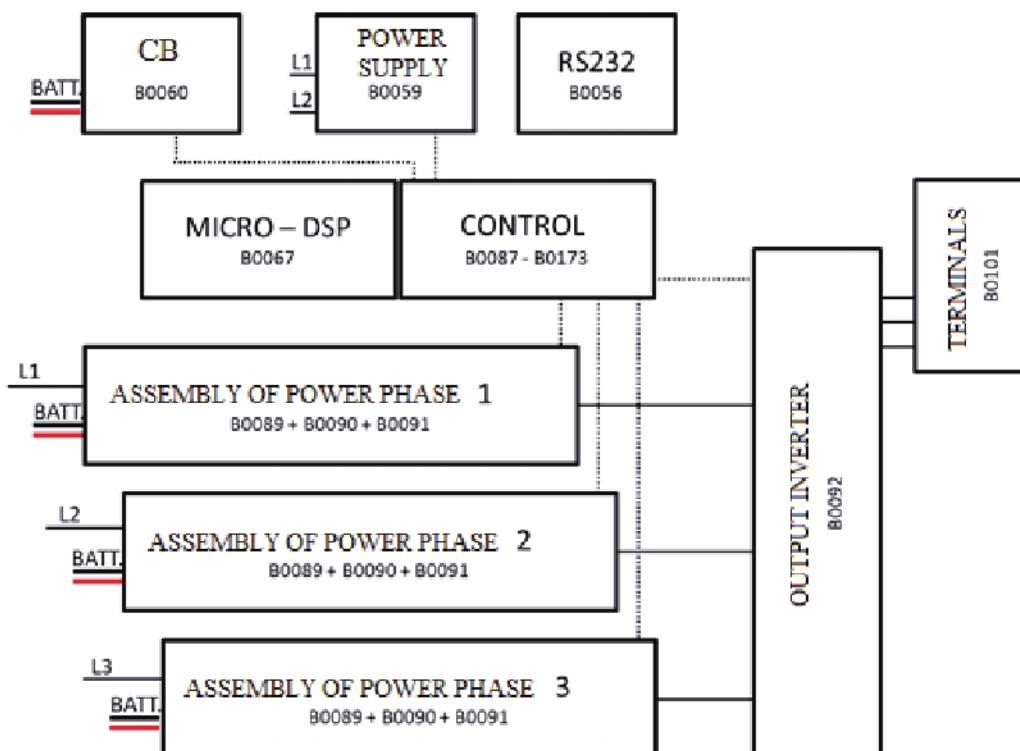 CB
B0060
BATT.
POWER
SUPPLY
B0059
L1
L2
RS232
B0056
MICRO – DSP
B0067
CONTROL
B0087 - B0173
TERMINALS
B0101
L1
BATT.
ASSEMBLY OF POWER PHASE 1
B0089 + B0090 + B0091
L2
BATT.
ASSEMBLY OF POWER PHASE 2
B0089 + B0090 + B0091
L3
BATT.
ASSEMBLY OF POWER PHASE 3
B0089 + B0090 + B0091
OUTPUT INVERTER
B0092